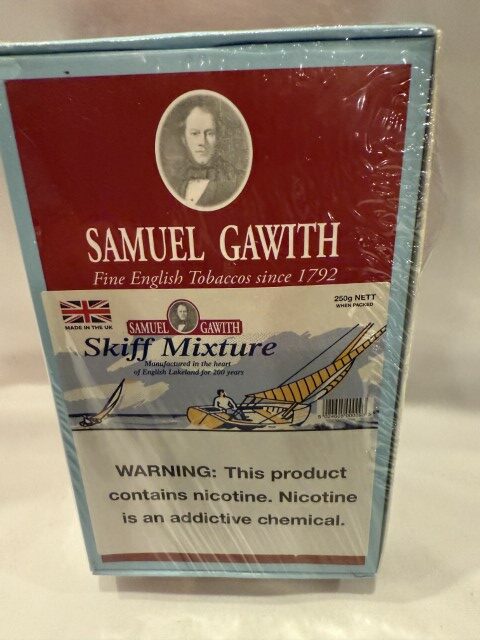 SAMUEL GAWITH
Fine English Tobaccos since 1792
250g NETT
WHEN PACKED
MADE IN THE UK
SAMUEL GAWITH
Skiff Mixture
Manufactured in the heart
of English Lakeland for 200 years
WARNING: This product
contains nicotine. Nicotine
is an addictive chemical.